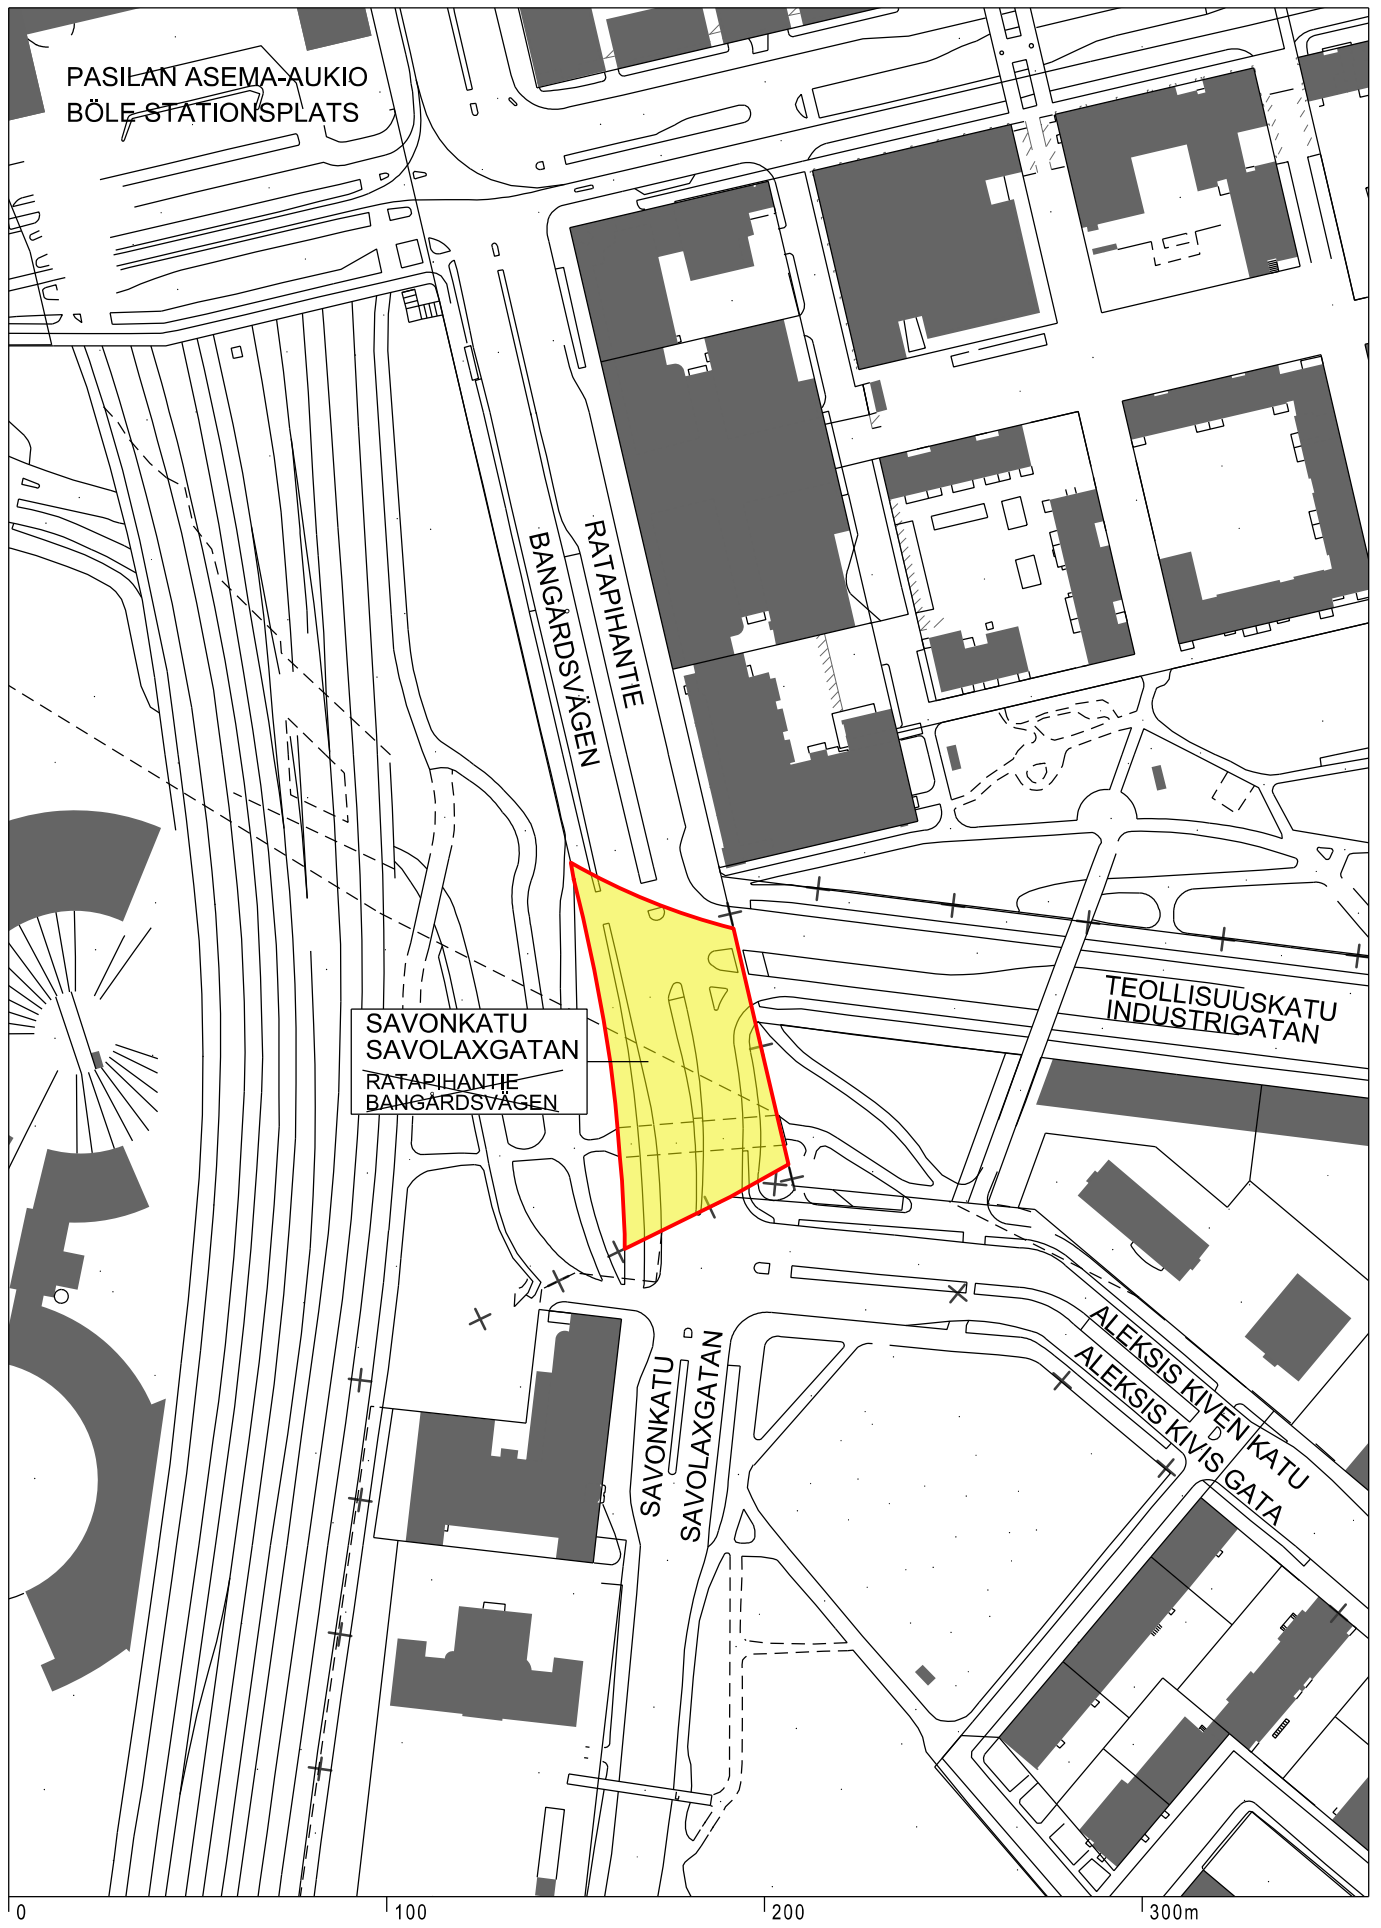 PASILAN ASEMA-AUKIO
BÖLE STATIONSPLATS
RATAPIHANTIE
BANGÅRDSVÄGEN
TEOLLISUUSKATU
INDUSTRIGATAN
SAVONKATU
SAVOLAXGATAN
RATAPIHANTIE
BANGÅRDSVÄGEN
ALEKSIS KIVEN KATU
ALEKSIS KIVIS GATA
SAVONKATU
SAVOLAXGATAN
0 100 200 300m